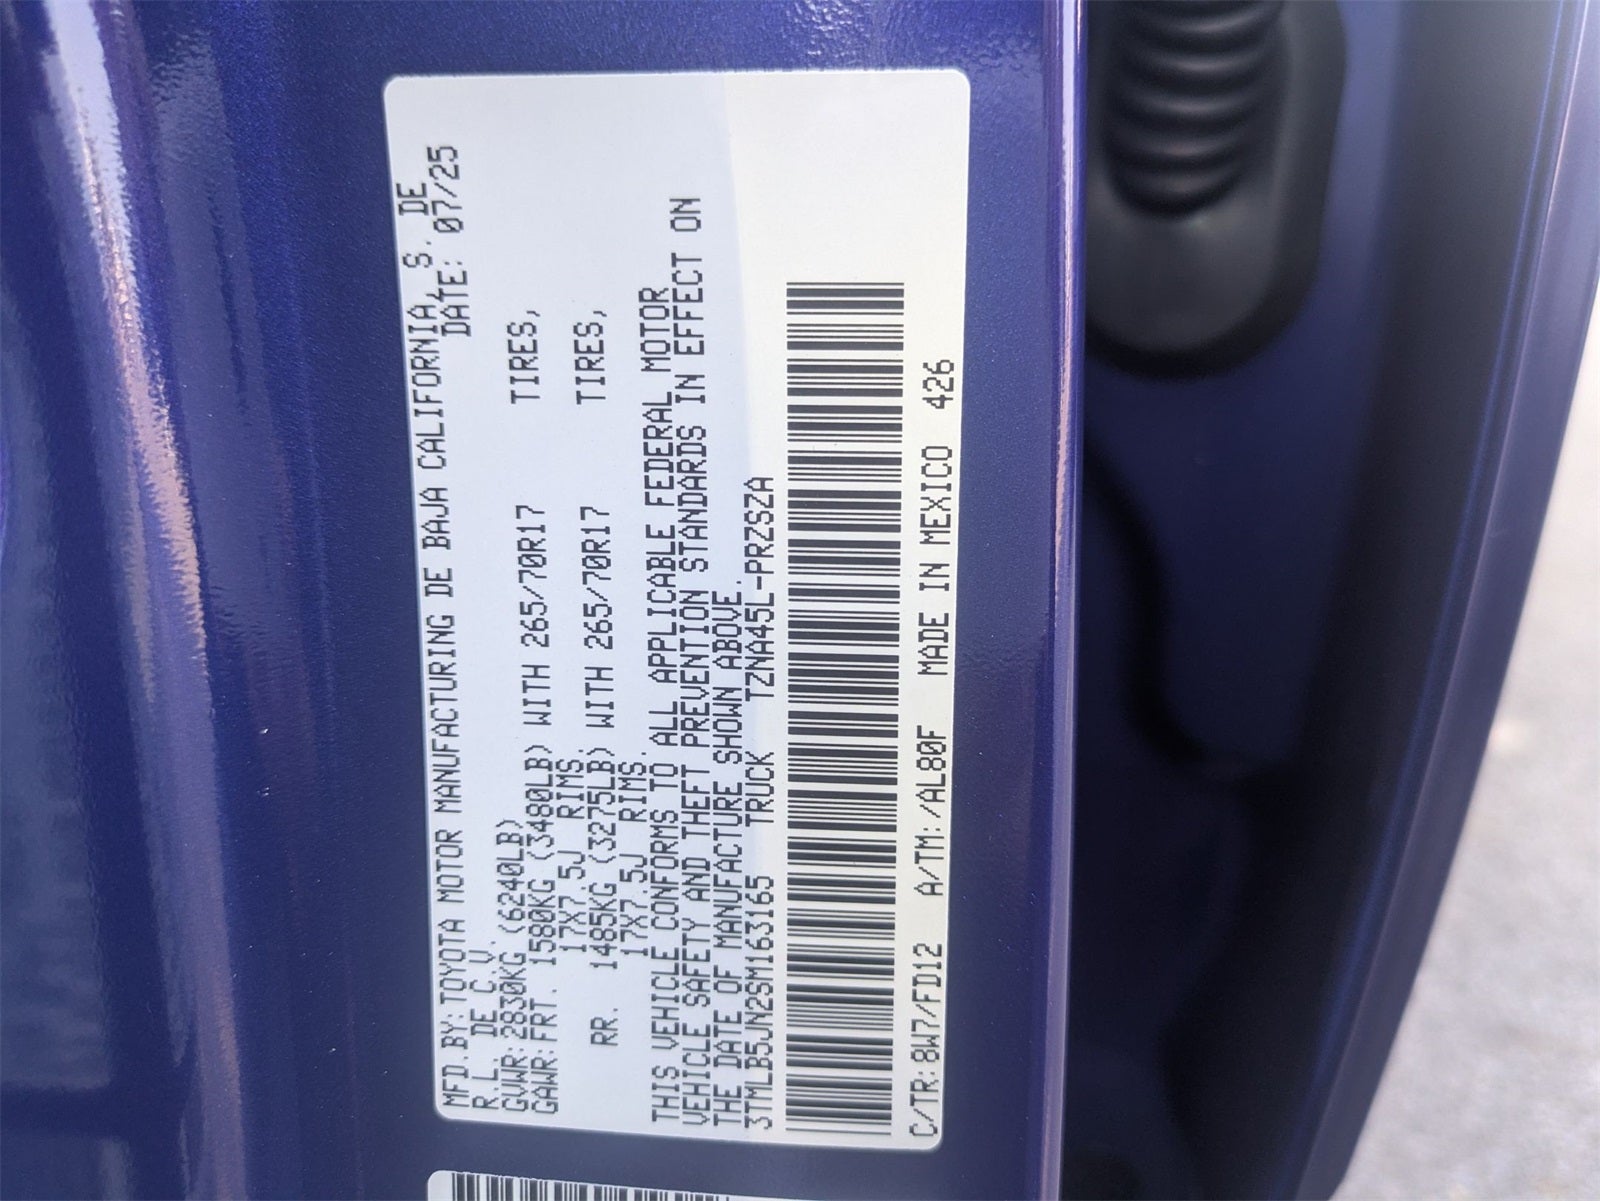 MFD.BY:TOYOTA MOTOR MANUFACTURING DE BAJA CALIFORNIA,S. DE
R.L. DE C.V. DATE: 07/25
GVWR:2830KG (6240LB)
GAWR:FRT. 1580KG (3480LB) WITH 265/70R17 TIRES,
17X7.5J RIMS.
RR. 1485KG (3275LB) WITH 265/70R17 TIRES,
17X7.5J RIMS.
THIS VEHICLE CONFORMS TO ALL APPLICABLE FEDERAL MOTOR
VEHICLE SAFETY AND THEFT PREVENTION STANDARDS IN EFFECT ON
THE DATE OF MANUFACTURE SHOWN ABOVE.
3TMLB5JN2SM163165 TRUCK TZNA45L-PRZSZA
C/TR:8W7/FD12 A/TM:/AL80F MADE IN MEXICO 426